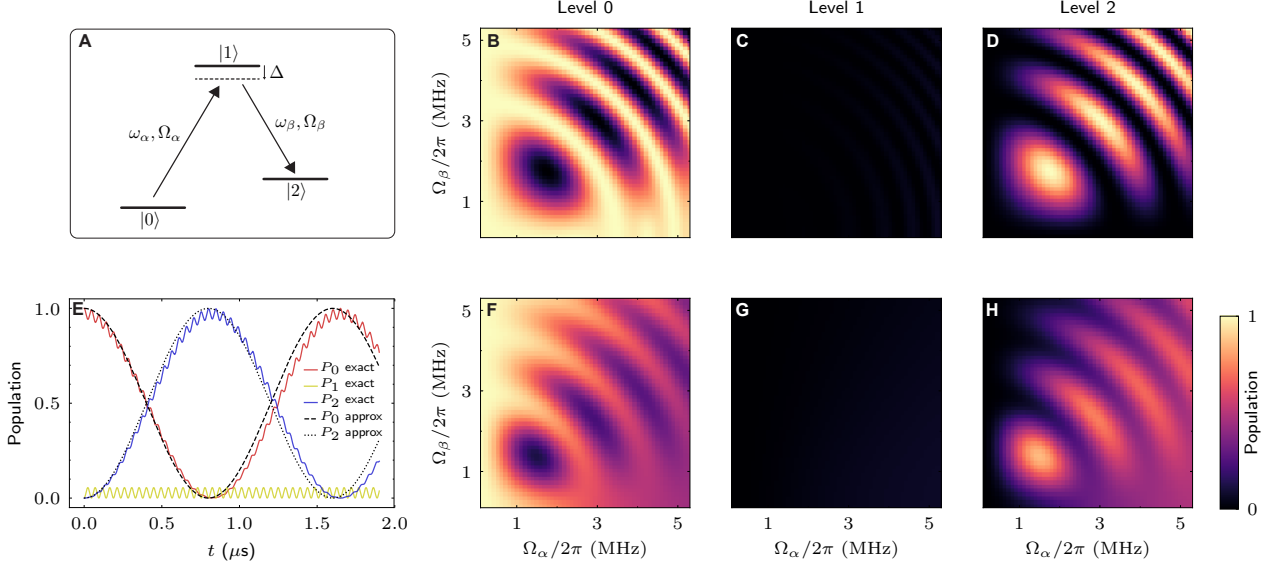 Level 0
Level 1
Level 2
A
|1⟩
Δ
ω_α, Ω_α
ω_β, Ω_β
|2⟩
|0⟩
B
C
D
5
3
1
Ω_β/2π (MHz)
E
1.0
0.5
0.0
Population
P_0 exact
P_1 exact
P_2 exact
P_0 approx
P_2 approx
0.0
0.5
1.0
1.5
2.0
t (μs)
F
G
H
5
3
1
Ω_β/2π (MHz)
1 3 5
Ω_α/2π (MHz)
1 3 5
Ω_α/2π (MHz)
1 3 5
Ω_α/2π (MHz)
1
0
Population